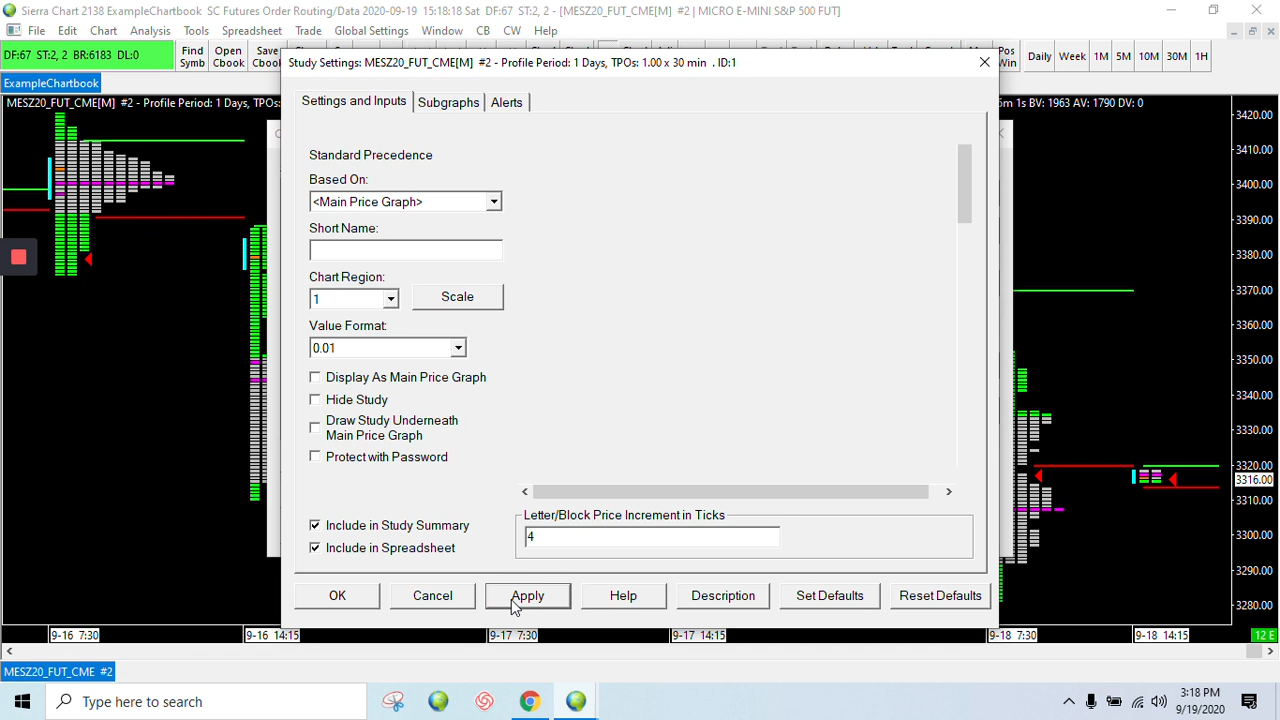 Sierra Chart 2138 ExampleChartbook SC Futures Order Routing/Data 2020-09-19 15:18:18 Sat DF:67 ST:2, 2 - [MESZ20_FUT_CME[M] #2 | MICRO E-MINI S&P 500 FUT]
File Edit Chart Analysis Tools Spreadsheet Trade Global Settings Window CB CW Help
DF:67 ST:2, 2 BR:6183 DL:0
Find Symb
Open Cbook
Save Cbook
Pos Win
Daily Week 1M 5M 10M 30M 1H
ExampleChartbook
MESZ20_FUT_CME[M] #2 - Profile Period: 1 Days, TPOs:
5m 1s BV: 1963 AV: 1790 DV: 0
Study Settings: MESZ20_FUT_CME[M] #2 - Profile Period: 1 Days, TPOs: 1.00 x 30 min . ID:1
Settings and Inputs Subgraphs Alerts
Standard Precedence
Based On:
<Main Price Graph>
Short Name:
Chart Region:
1 Scale
Value Format:
0.01
Display As Main Price Graph
Hide Study
Draw Study Underneath
Main Price Graph
Protect with Password
Include in Study Summary
Include in Spreadsheet
Letter/Block Price Increment in Ticks
4
OK Cancel Apply Help Description Set Defaults Reset Defaults
3420.00
3410.00
3400.00
3390.00
3380.00
3370.00
3360.00
3350.00
3340.00
3330.00
3320.00
3316.00
3310.00
3300.00
3290.00
3280.00
9-16 7:30 9-16 14:15 9-17 7:30 9-17 14:15 9-18 7:30 9-18 14:15 12 E
MESZ20_FUT_CME #2
Type here to search
3:18 PM
9/19/2020